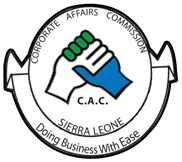 CORPORATE AFFAIRS COMMISSION
C.A.C.
SIERRA LEONE
Doing Business With Ease